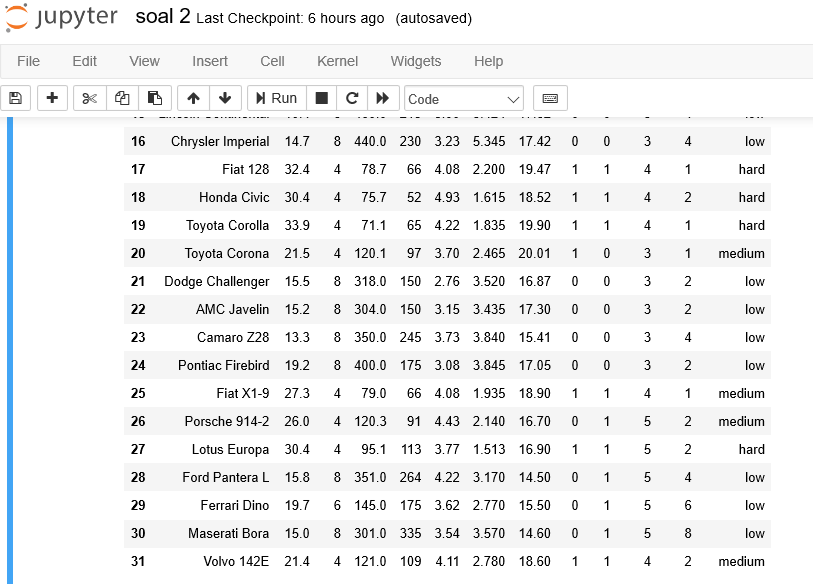 jupyter soal 2 Last Checkpoint: 6 hours ago (autosaved)
File Edit View Insert Cell Kernel Widgets Help
Run Code
16 Chrysler Imperial 14.7 8 440.0 230 3.23 5.345 17.42 0 0 3 4 low
17 Fiat 128 32.4 4 78.7 66 4.08 2.200 19.47 1 1 4 1 hard
18 Honda Civic 30.4 4 75.7 52 4.93 1.615 18.52 1 1 4 2 hard
19 Toyota Corolla 33.9 4 71.1 65 4.22 1.835 19.90 1 1 4 1 hard
20 Toyota Corona 21.5 4 120.1 97 3.70 2.465 20.01 1 0 3 1 medium
21 Dodge Challenger 15.5 8 318.0 150 2.76 3.520 16.87 0 0 3 2 low
22 AMC Javelin 15.2 8 304.0 150 3.15 3.435 17.30 0 0 3 2 low
23 Camaro Z28 13.3 8 350.0 245 3.73 3.840 15.41 0 0 3 4 low
24 Pontiac Firebird 19.2 8 400.0 175 3.08 3.845 17.05 0 0 3 2 low
25 Fiat X1-9 27.3 4 79.0 66 4.08 1.935 18.90 1 1 4 1 medium
26 Porsche 914-2 26.0 4 120.3 91 4.43 2.140 16.70 0 1 5 2 medium
27 Lotus Europa 30.4 4 95.1 113 3.77 1.513 16.90 1 1 5 2 hard
28 Ford Pantera L 15.8 8 351.0 264 4.22 3.170 14.50 0 1 5 4 low
29 Ferrari Dino 19.7 6 145.0 175 3.62 2.770 15.50 0 1 5 6 low
30 Maserati Bora 15.0 8 301.0 335 3.54 3.570 14.60 0 1 5 8 low
31 Volvo 142E 21.4 4 121.0 109 4.11 2.780 18.60 1 1 4 2 medium